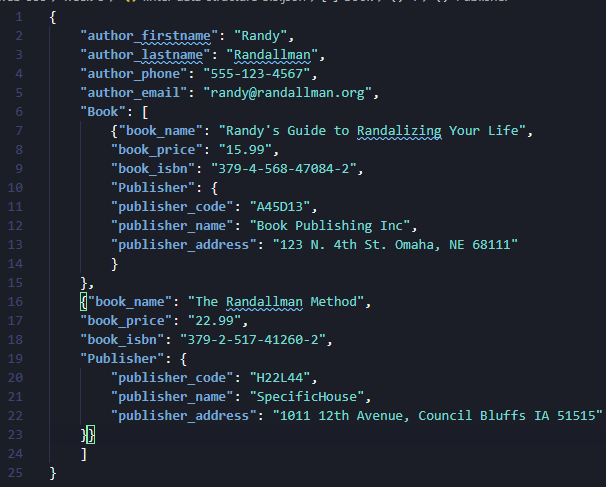 1 {
2 "author_firstname": "Randy",
3 "author_lastname": "Randallman",
4 "author_phone": "555-123-4567",
5 "author_email": "randy@randallman.org",
6 "Book": [
7 {"book_name": "Randy's Guide to Randalizing Your Life",
8 "book_price": "15.99",
9 "book_isbn": "379-4-568-47084-2",
10 "Publisher": {
11 "publisher_code": "A45D13",
12 "publisher_name": "Book Publishing Inc",
13 "publisher_address": "123 N. 4th St. Omaha, NE 68111"
14 }
15 },
16 {"book_name": "The Randallman Method",
17 "book_price": "22.99",
18 "book_isbn": "379-2-517-41260-2",
19 "Publisher": {
20 "publisher_code": "H22L44",
21 "publisher_name": "SpecificHouse",
22 "publisher_address": "1011 12th Avenue, Council Bluffs IA 51515"
23 }}
24 ]
25 }